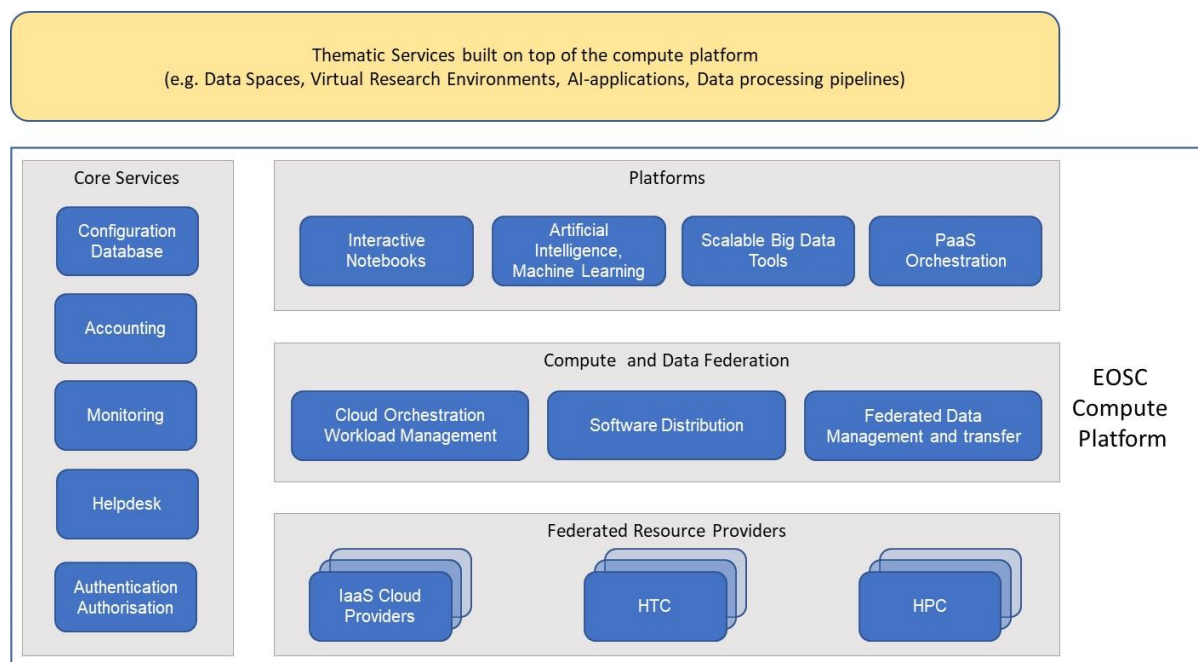 Thematic Services built on top of the compute platform
(e.g. Data Spaces, Virtual Research Environments, AI-applications, Data processing pipelines)
Core Services
Configuration
Database
Accounting
Monitoring
Helpdesk
Authentication
Authorisation
Platforms
Interactive
Notebooks
Artificial
Intelligence,
Machine Learning
Scalable Big Data
Tools
PaaS
Orchestration
Compute and Data Federation
Cloud Orchestration
Workload Management
Software Distribution
Federated Data
Management and transfer
Federated Resource Providers
IaaS Cloud
Providers
HTC
HPC
EOSC
Compute
Platform